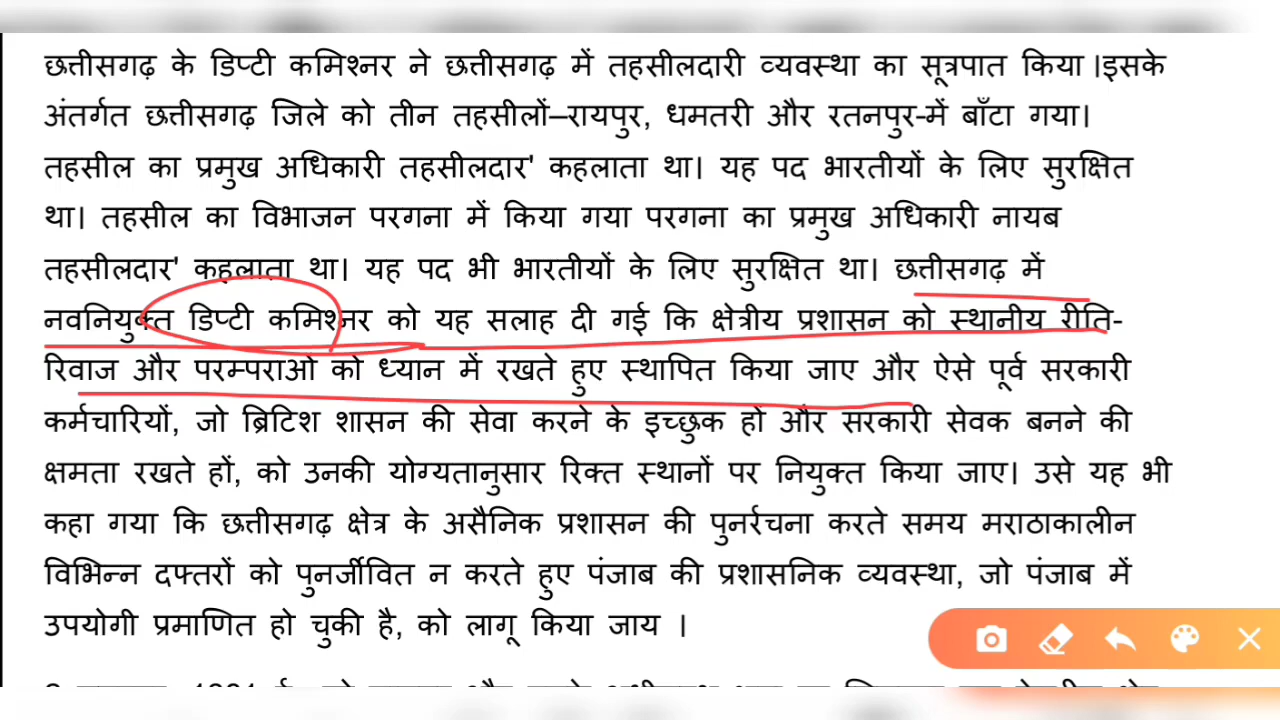 छत्तीसगढ़ के डिप्टी कमिश्नर ने छत्तीसगढ़ में तहसीलदारी व्यवस्था का सूत्रपात किया ।इसके
अंतर्गत छत्तीसगढ़ जिले को तीन तहसीलों–रायपुर, धमतरी और रतनपुर-में बाँटा गया।
तहसील का प्रमुख अधिकारी तहसीलदार' कहलाता था। यह पद भारतीयों के लिए सुरक्षित
था। तहसील का विभाजन परगना में किया गया परगना का प्रमुख अधिकारी नायब
तहसीलदार' कहलाता था। यह पद भी भारतीयों के लिए सुरक्षित था। छत्तीसगढ़ में
नवनियुक्त डिप्टी कमिश्नर को यह सलाह दी गई कि क्षेत्रीय प्रशासन को स्थानीय रीति-
रिवाज और परम्पराओं को ध्यान में रखते हुए स्थापित किया जाए और ऐसे पूर्व सरकारी
कर्मचारियों, जो ब्रिटिश शासन की सेवा करने के इच्छुक हों और सरकारी सेवक बनने की
क्षमता रखते हों, को उनकी योग्यतानुसार रिक्त स्थानों पर नियुक्त किया जाए। उसे यह भी
कहा गया कि छत्तीसगढ़ क्षेत्र के असैनिक प्रशासन की पुनर्रचना करते समय मराठाकालीन
विभिन्न दफ्तरों को पुनर्जीवित न करते हुए पंजाब की प्रशासनिक व्यवस्था, जो पंजाब में
उपयोगी प्रमाणित हो चुकी है, को लागू किया जाय ।